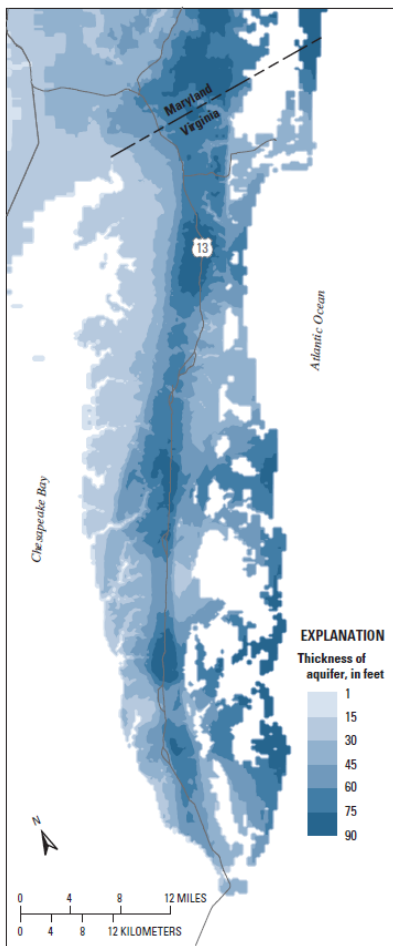 Maryland
Virginia
13
Atlantic Ocean
Chesapeake Bay
EXPLANATION
Thickness of
aquifer, in feet
1
15
30
45
60
75
90
N
0 4 8 12 MILES
0 4 8 12 KILOMETERS